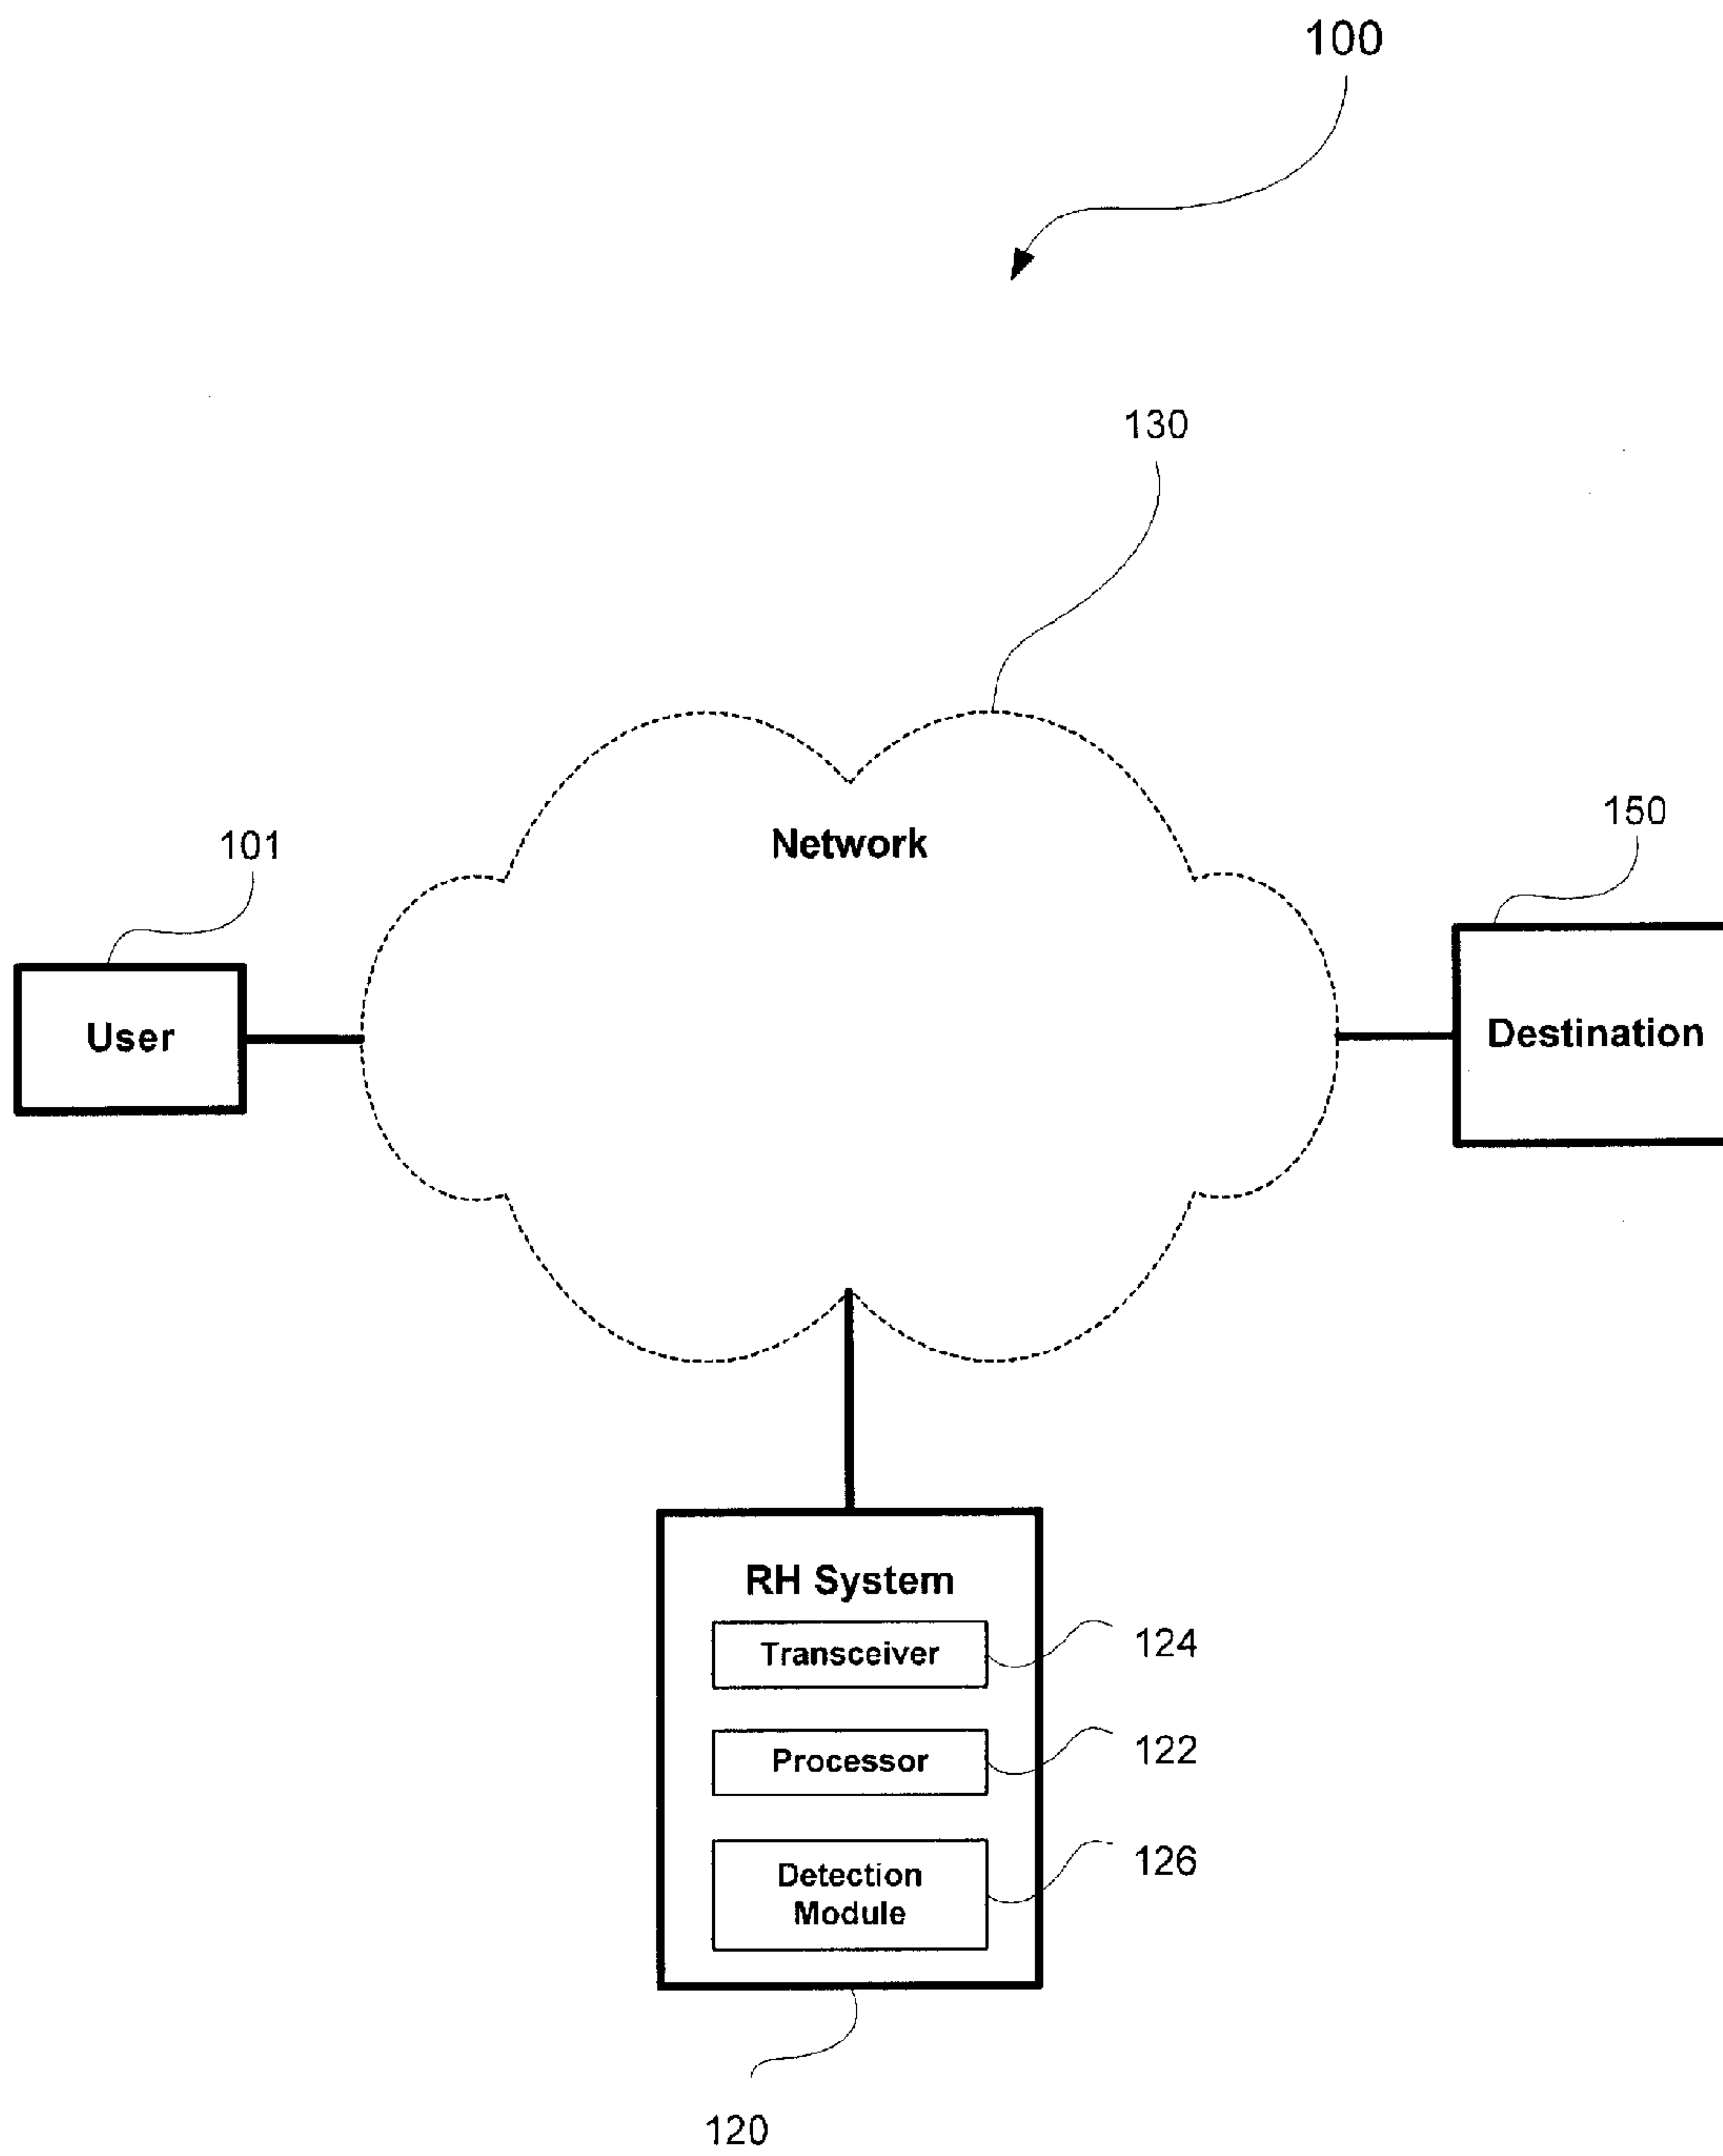 100
130
Network
150
101
User
Destination
RH System
Transceiver
124
Processor
122
Detection
Module
126
120